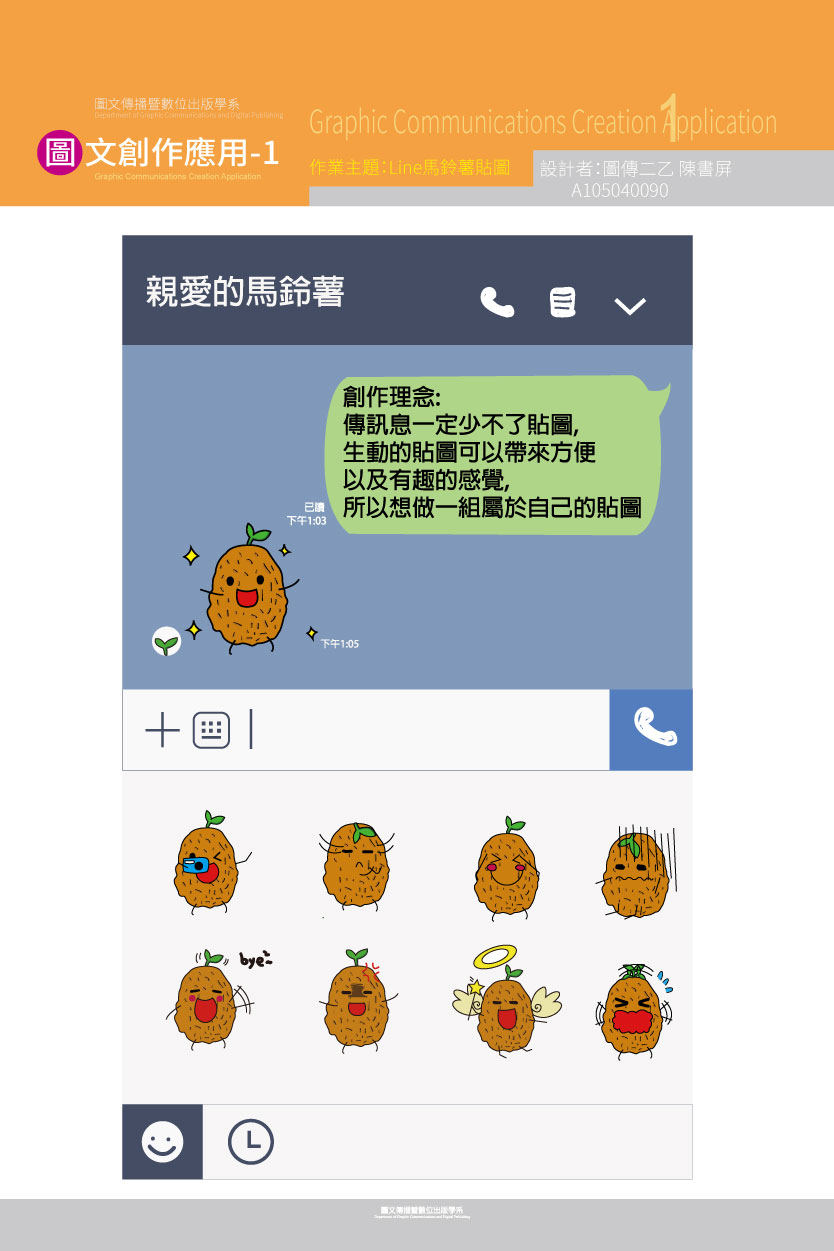 圖文傳播暨數位出版學系
Department of Graphic Communications and Digital Publishing
圖文創作應用-1
Graphic Communications Creation Application
Graphic Communications Creation Application
1
作業主題:Line馬鈴薯貼圖
設計者:圖傳二乙 陳書屏
A105040090
親愛的馬鈴薯
創作理念:
傳訊息一定少不了貼圖,
生動的貼圖可以帶來方便
以及有趣的感覺,
所以想做一組屬於自己的貼圖
已讀
下午1:03
下午1:05
bye~
圖文傳播暨數位出版學系
Department of Graphic Communications and Digital Publishing